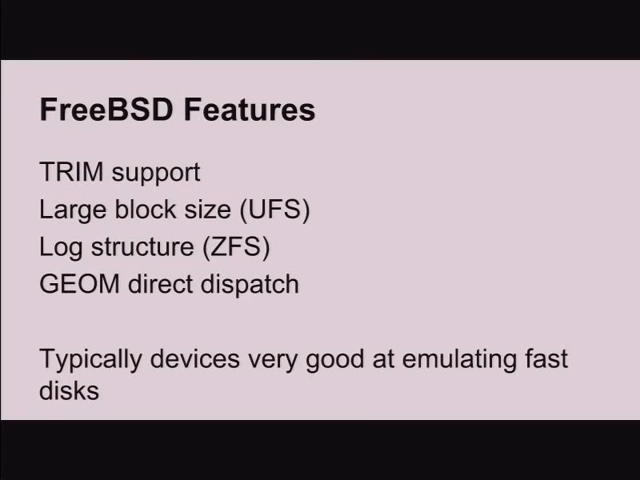 FreeBSD Features
TRIM support
Large block size (UFS)
Log structure (ZFS)
GEOM direct dispatch
Typically devices very good at emulating fast
disks